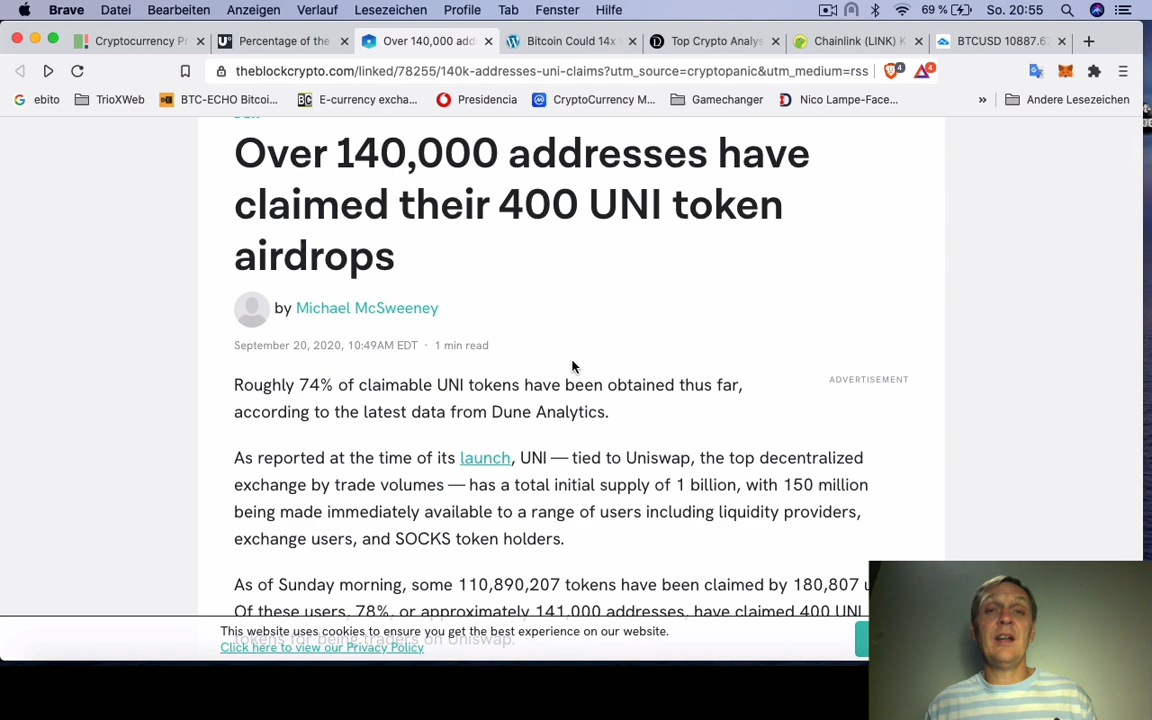 Brave Datei Bearbeiten Anzeigen Verlauf Lesezeichen Profile Tab Fenster Hilfe 69 % So. 20:55
Cryptocurrency Pr Percentage of the Over 140,000 add Bitcoin Could 14x Top Crypto Analys Chainlink (LINK) K BTCUSD 10887.67
theblockcrypto.com/linked/78255/140k-addresses-uni-claims?utm_source=cryptopanic&utm_medium=rss 4 4
ebito TrioXWeb BTC-ECHO Bitcoi... E-currency excha... Presidencia CryptoCurrency M... Gamechanger Nico Lampe-Face... » Andere Lesezeichen
Over 140,000 addresses have
claimed their 400 UNI token
airdrops
by Michael McSweeney
September 20, 2020, 10:49AM EDT · 1 min read
ADVERTISEMENT
Roughly 74% of claimable UNI tokens have been obtained thus far,
according to the latest data from Dune Analytics.
As reported at the time of its launch, UNI — tied to Uniswap, the top decentralized
exchange by trade volumes — has a total initial supply of 1 billion, with 150 million
being made immediately available to a range of users including liquidity providers,
exchange users, and SOCKS token holders.
As of Sunday morning, some 110,890,207 tokens have been claimed by 180,807 u
Of these users, 78%, or approximately 141,000 addresses, have claimed 400 UNI
tokens for being traders on Uniswap.
This website uses cookies to ensure you get the best experience on our website.
Click here to view our Privacy Policy